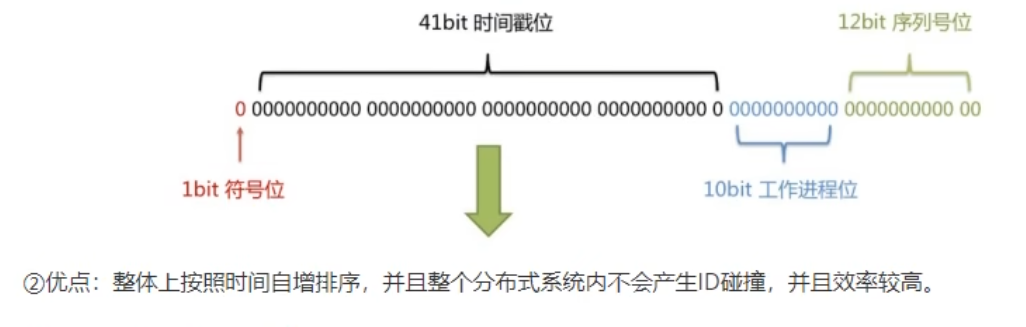 41bit 时间戳位
12bit 序列号位
0 0000000000 0000000000 0000000000 0000000000 0 0000000000 0000000000 00
1bit 符号位
10bit 工作进程位
②优点：整体上按照时间自增排序，并且整个分布式系统内不会产生ID碰撞，并且效率较高。